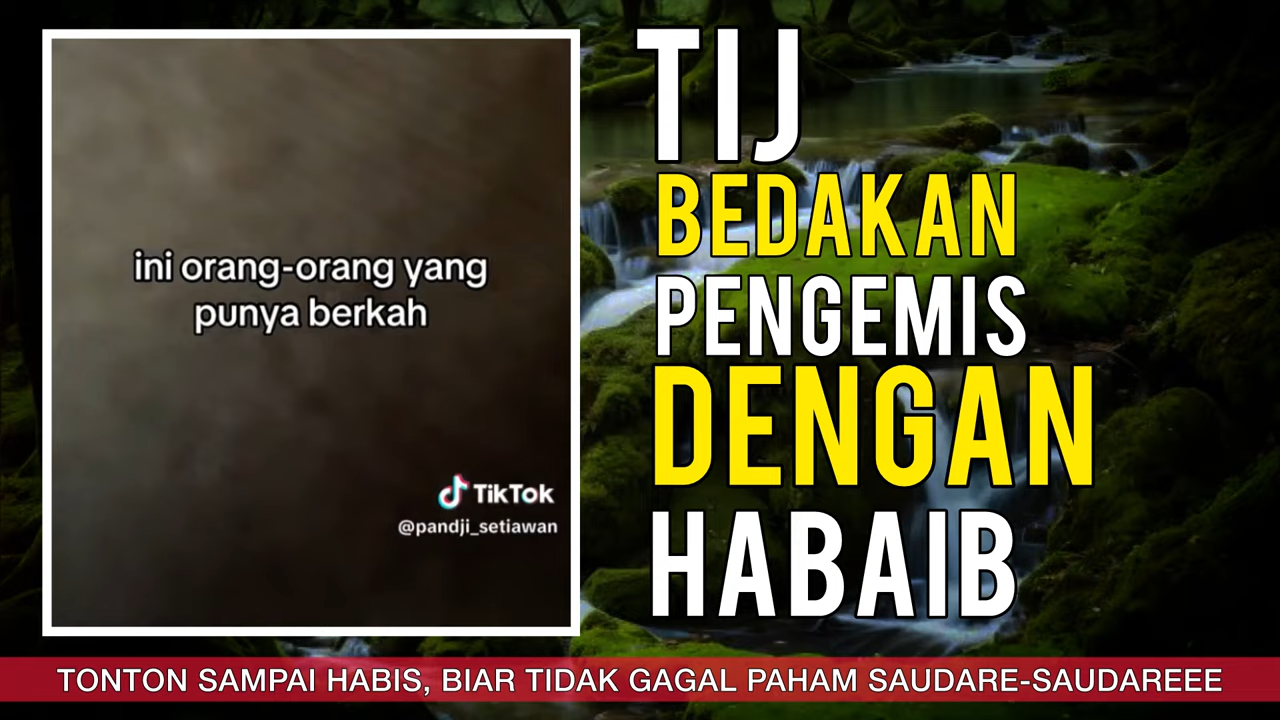 ini orang-orang yang
punya berkah
TikTok
@pandji_setiawan
TIJ
BEDAKAN
PENGEMIS
DENGAN
HABAIB
TONTON SAMPAI HABIS, BIAR TIDAK GAGAL PAHAM SAUDARE-SAUDAREEE